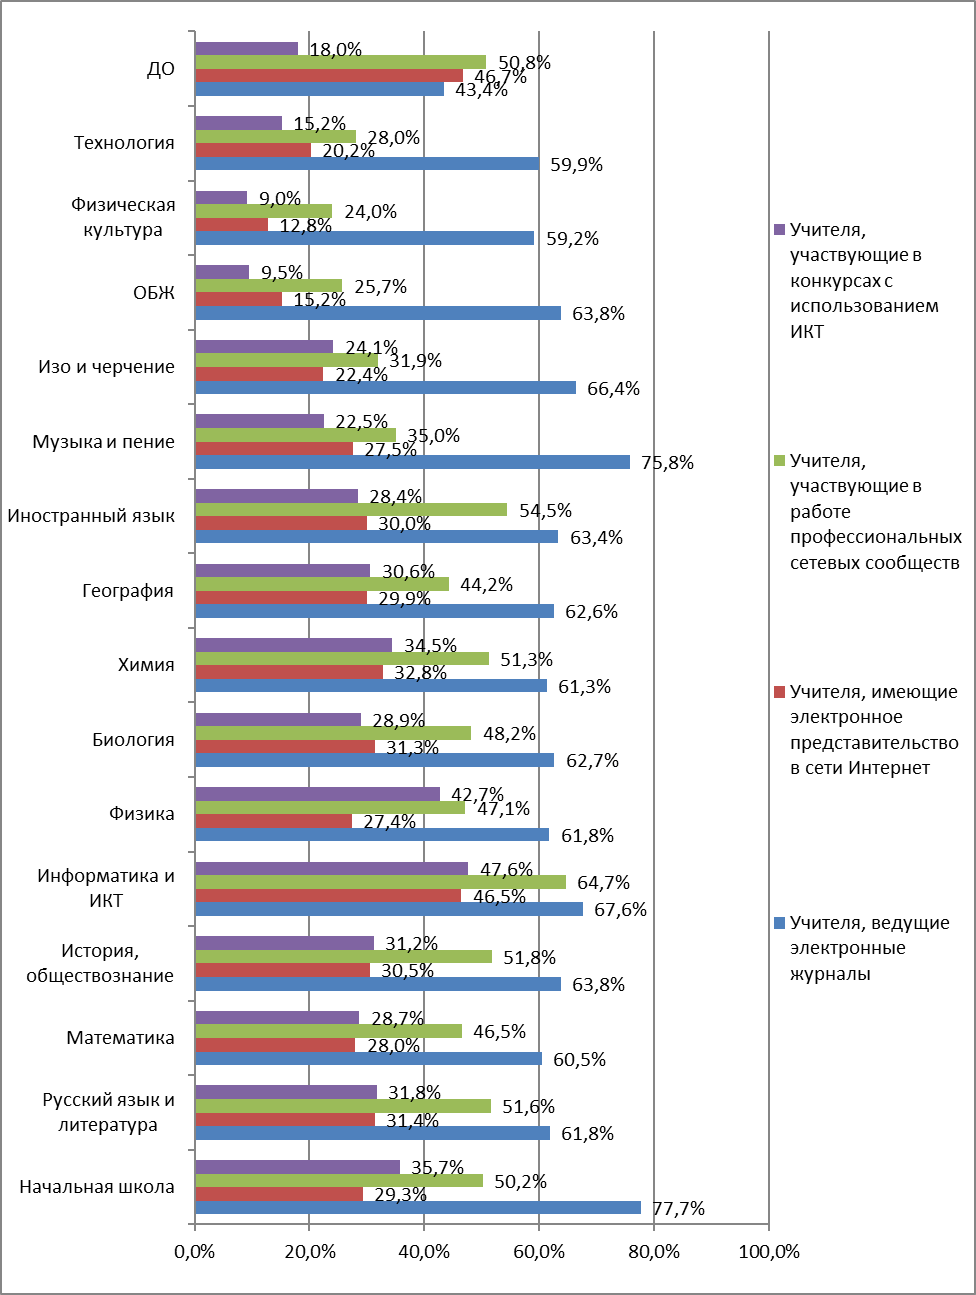 ДО
18,0%
50,8%
46,7%
43,4%
Технология
15,2%
28,0%
20,2%
59,9%
Физическая
культура
9,0%
24,0%
12,8%
59,2%
ОБЖ
9,5%
25,7%
15,2%
63,8%
Изо и черчение
24,1%
31,9%
22,4%
66,4%
Музыка и пение
22,5%
35,0%
27,5%
75,8%
Иностранный язык
28,4%
54,5%
30,0%
63,4%
География
30,6%
44,2%
29,9%
62,6%
Химия
34,5%
51,3%
32,8%
61,3%
Биология
28,9%
48,2%
31,3%
62,7%
Физика
42,7%
47,1%
27,4%
61,8%
Информатика и
ИКТ
47,6%
64,7%
46,5%
67,6%
История,
обществознание
31,2%
51,8%
30,5%
63,8%
Математика
28,7%
46,5%
28,0%
60,5%
Русский язык и
литература
31,8%
51,6%
31,4%
61,8%
Начальная школа
35,7%
50,2%
29,3%
77,7%
0,0% 20,0% 40,0% 60,0% 80,0% 100,0%
Учителя,
участвующие в
конкурсах с
использованием
ИКТ
Учителя,
участвующие в
работе
профессиональных
сетевых сообществ
Учителя, имеющие
электронное
представительство
в сети Интернет
Учителя, ведущие
электронные
журналы